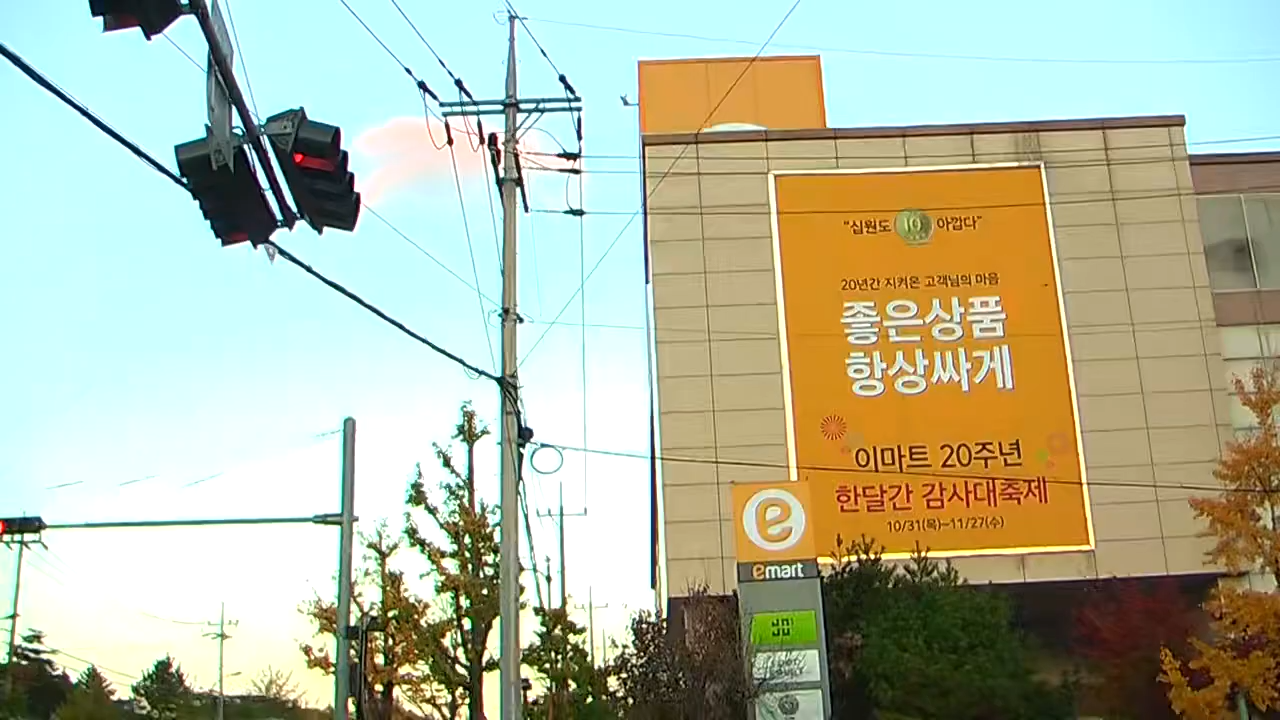 “십원도 10 아깝다”
20년간 지켜온 고객님의 마음
좋은상품
항상싸게
이마트 20주년
한달간 감사대축제
10/31(목)~11/27(수)
e
emart